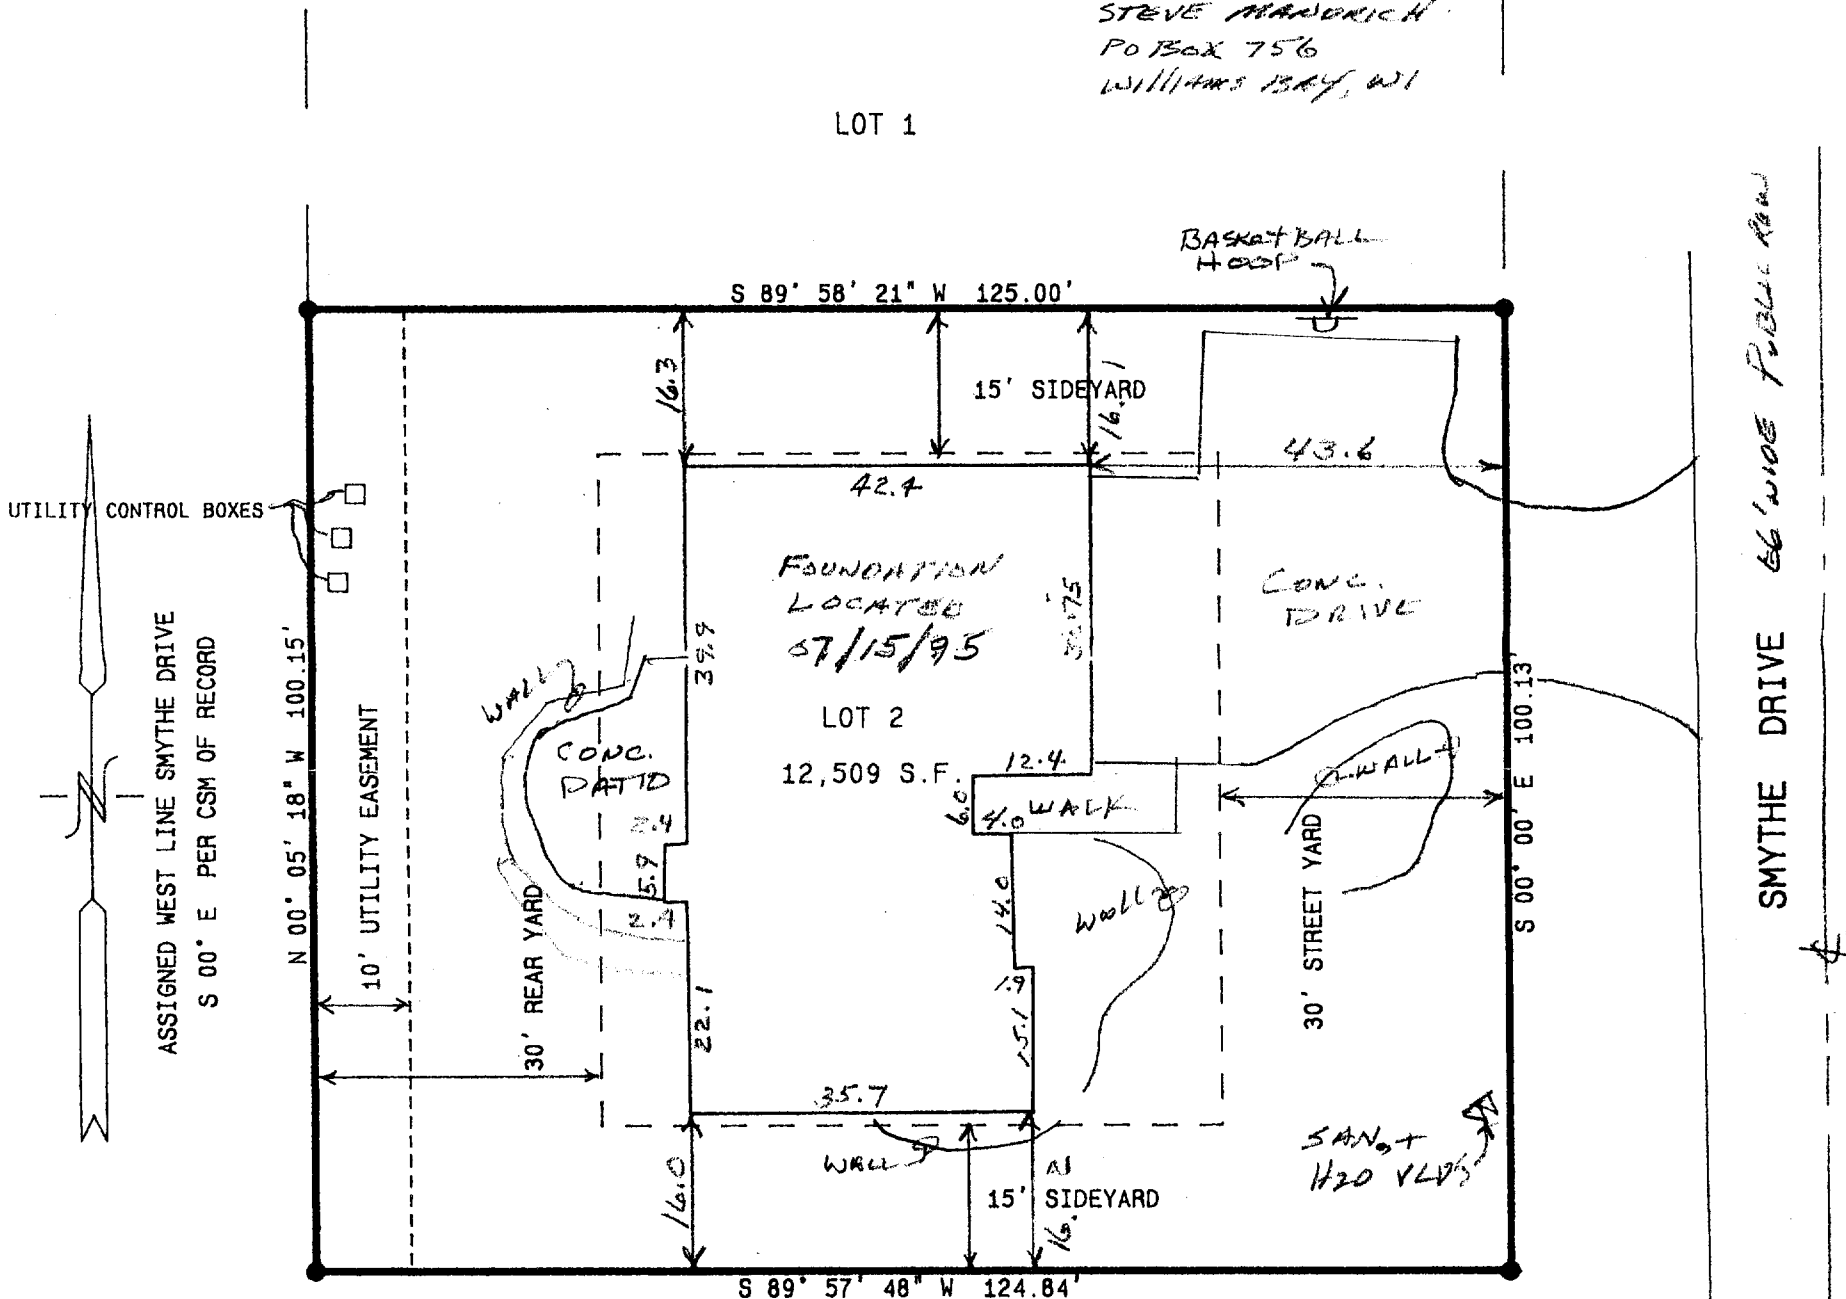 STEVE MANDRICH
PO BOX 756
WILLIAMS BAY, WI
LOT 1
BASKETBALL
HOOP
S 89° 58' 21" W 125.00'
16.3
15' SIDEYARD
16.1
43.6
42.4
UTILITY CONTROL BOXES
FOUNDATION
LOCATED
07/15/95
CONC.
DRIVE
66' WIDE PUBLIC ROW
SMYTHE DRIVE
ASSIGNED WEST LINE SMYTHE DRIVE
S 00° E PER CSM OF RECORD
N 00° 05' 18" W 100.15'
10' UTILITY EASEMENT
39.9
WALL
LOT 2
12,509 S.F.
CONC.
PATIO
12.4
6.0
4.0 WALK
WALL
S 00° 00' E 100.13'
2.4
5.9
2.4
14.0
WALL
30' STREET YARD
30' REAR YARD
22.1
1.9
15.1
35.7
WALL
16.0
15' SIDEYARD
16.
SAN. +
H20 VLVS
S 89° 57' 48" W 124.84'
N